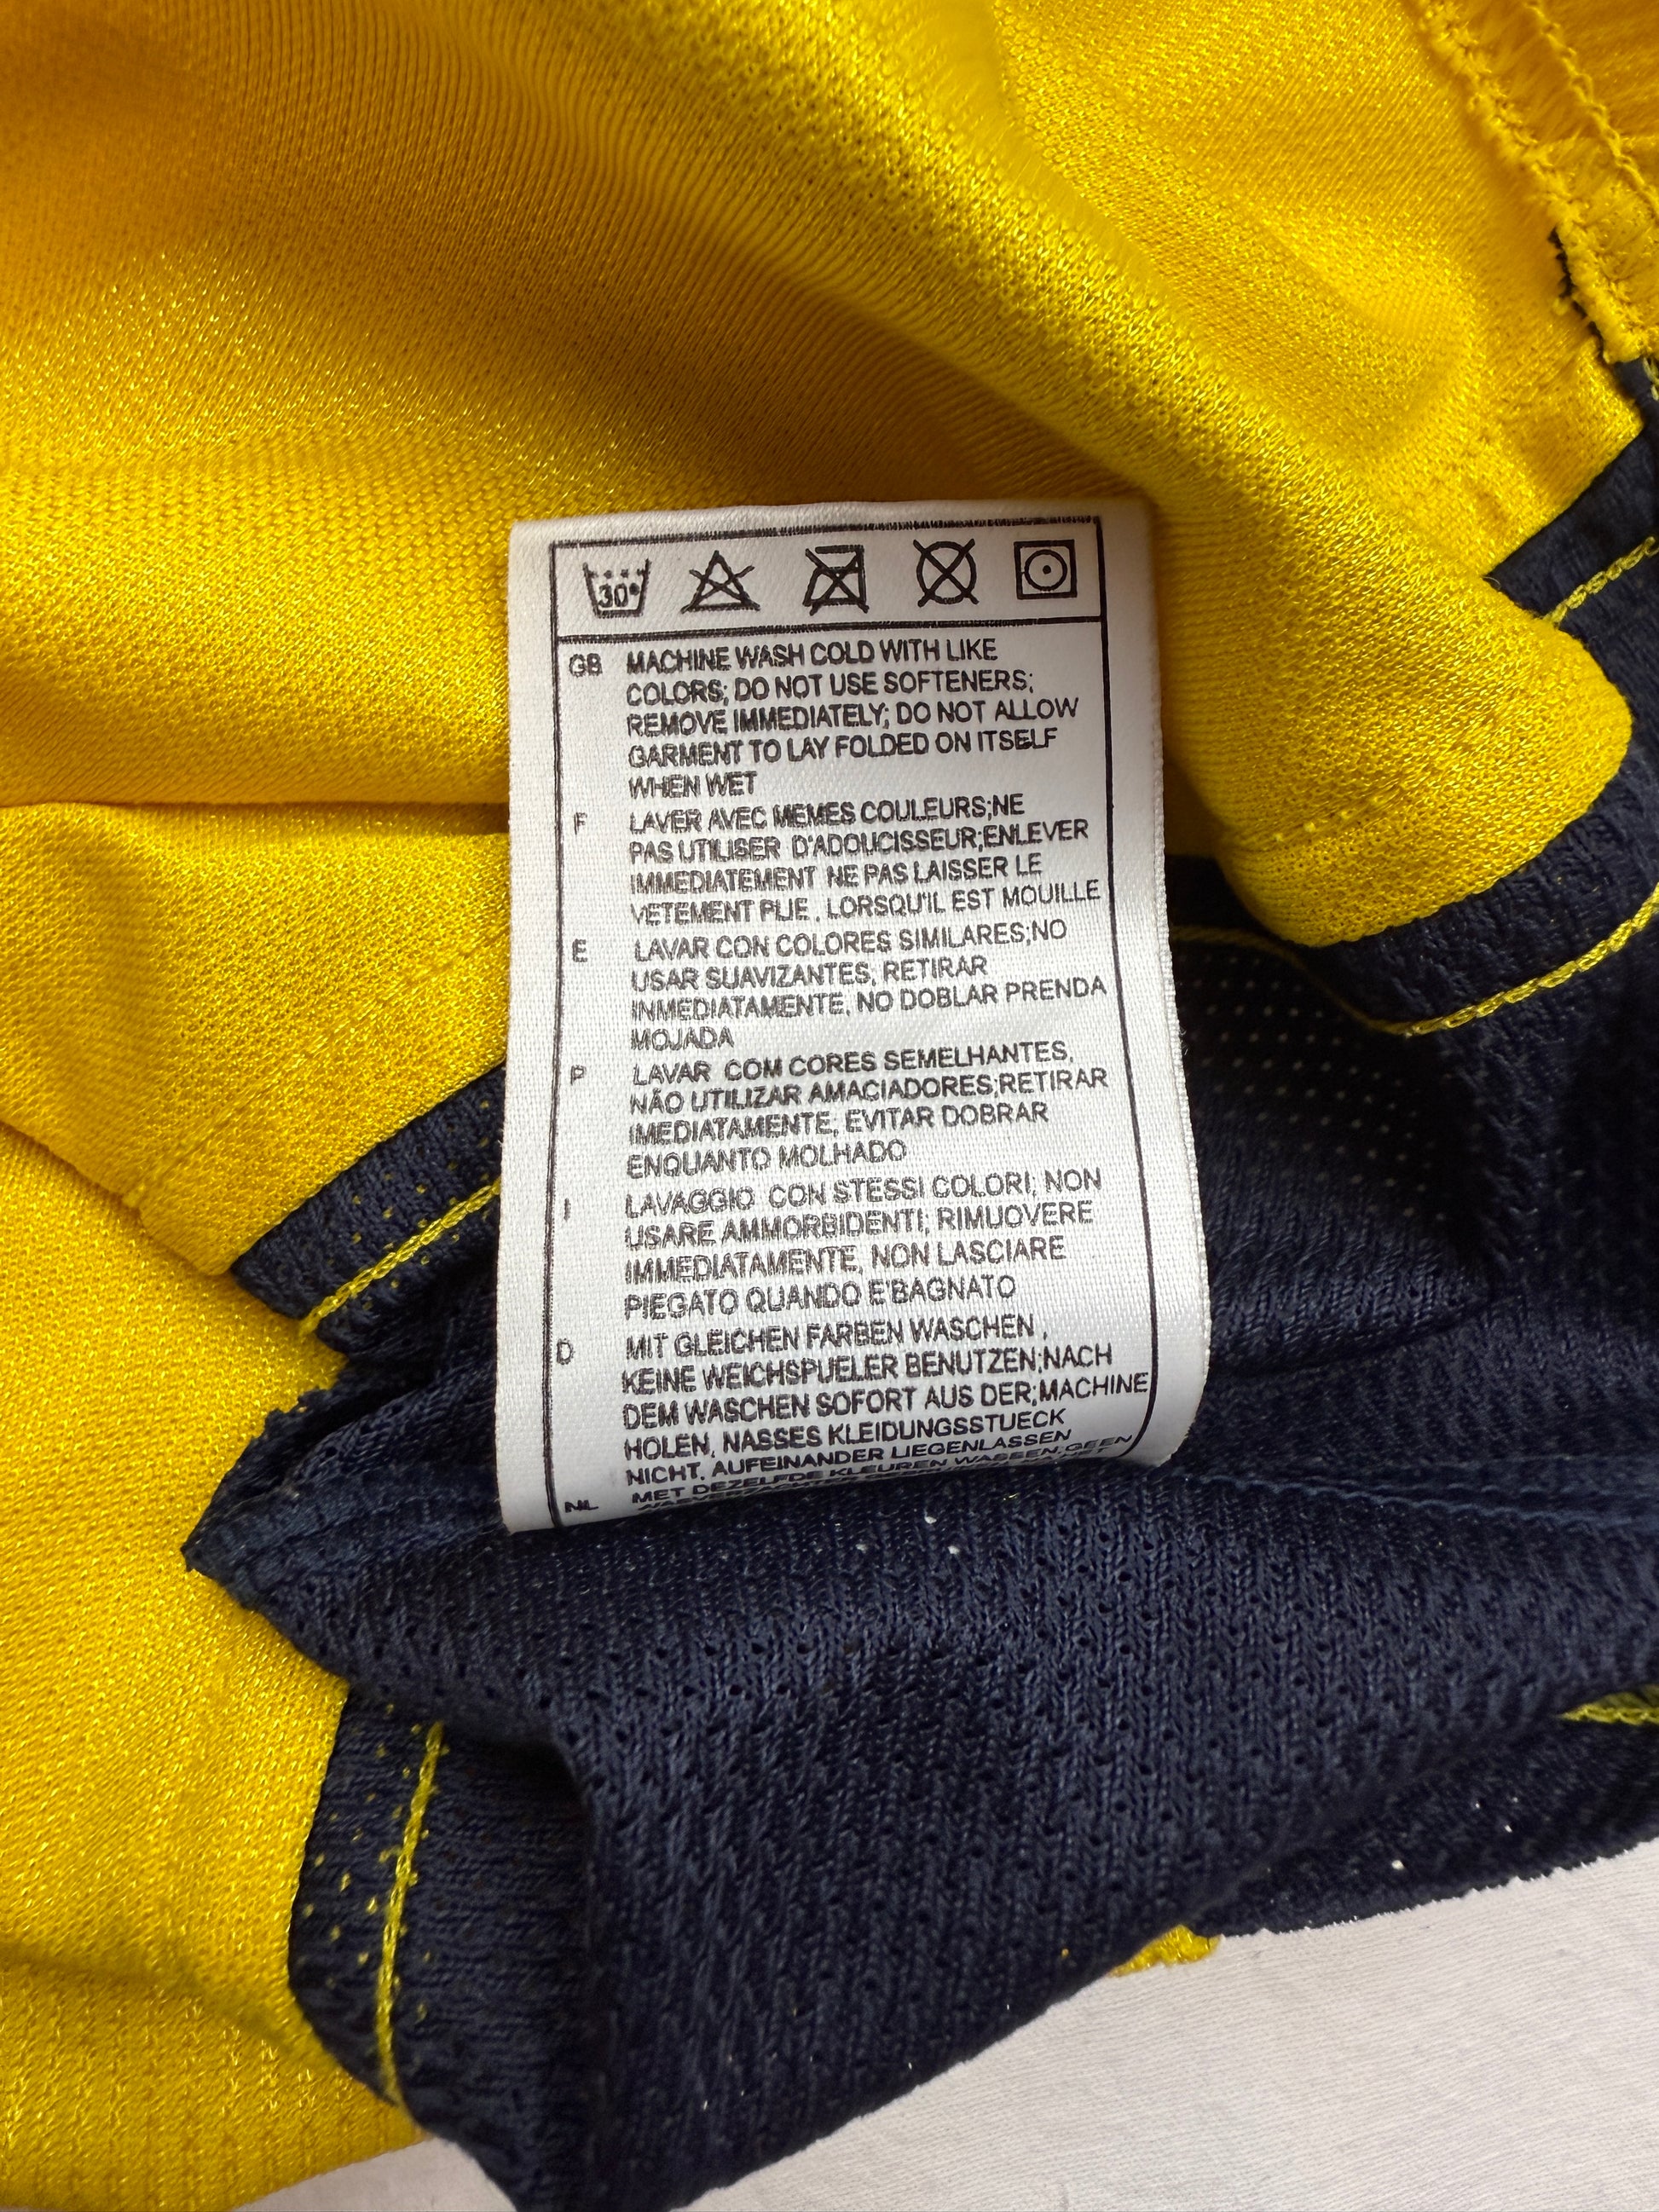 30°
GB MACHINE WASH COLD WITH LIKE
COLORS; DO NOT USE SOFTENERS;
REMOVE IMMEDIATELY; DO NOT ALLOW
GARMENT TO LAY FOLDED ON ITSELF
WHEN WET
F LAVER AVEC MEMES COULEURS;NE
PAS UTILISER D'ADOUCISSEUR;ENLEVER
IMMEDIATEMENT NE PAS LAISSER LE
VETEMENT PLIE , LORSQU'IL EST MOUILLE
E LAVAR CON COLORES SIMILARES;NO
USAR SUAVIZANTES, RETIRAR
INMEDIATAMENTE, NO DOBLAR PRENDA
MOJADA
P LAVAR COM CORES SEMELHANTES,
NÃO UTILIZAR AMACIADORES;RETIRAR
IMEDIATAMENTE, EVITAR DOBRAR
ENQUANTO MOLHADO
I LAVAGGIO CON STESSI COLORI, NON
USARE AMMORBIDENTI; RIMUOVERE
IMMEDIATAMENTE, NON LASCIARE
PIEGATO QUANDO E'BAGNATO
D MIT GLEICHEN FARBEN WASCHEN ,
KEINE WEICHSPUELER BENUTZEN;NACH
DEM WASCHEN SOFORT AUS DER;MACHINE
HOLEN, NASSES KLEIDUNGSSTUECK
NICHT, AUFEINANDER LIEGENLASSEN
NL MET DEZELFDE KLEUREN WASSEN;GEEN